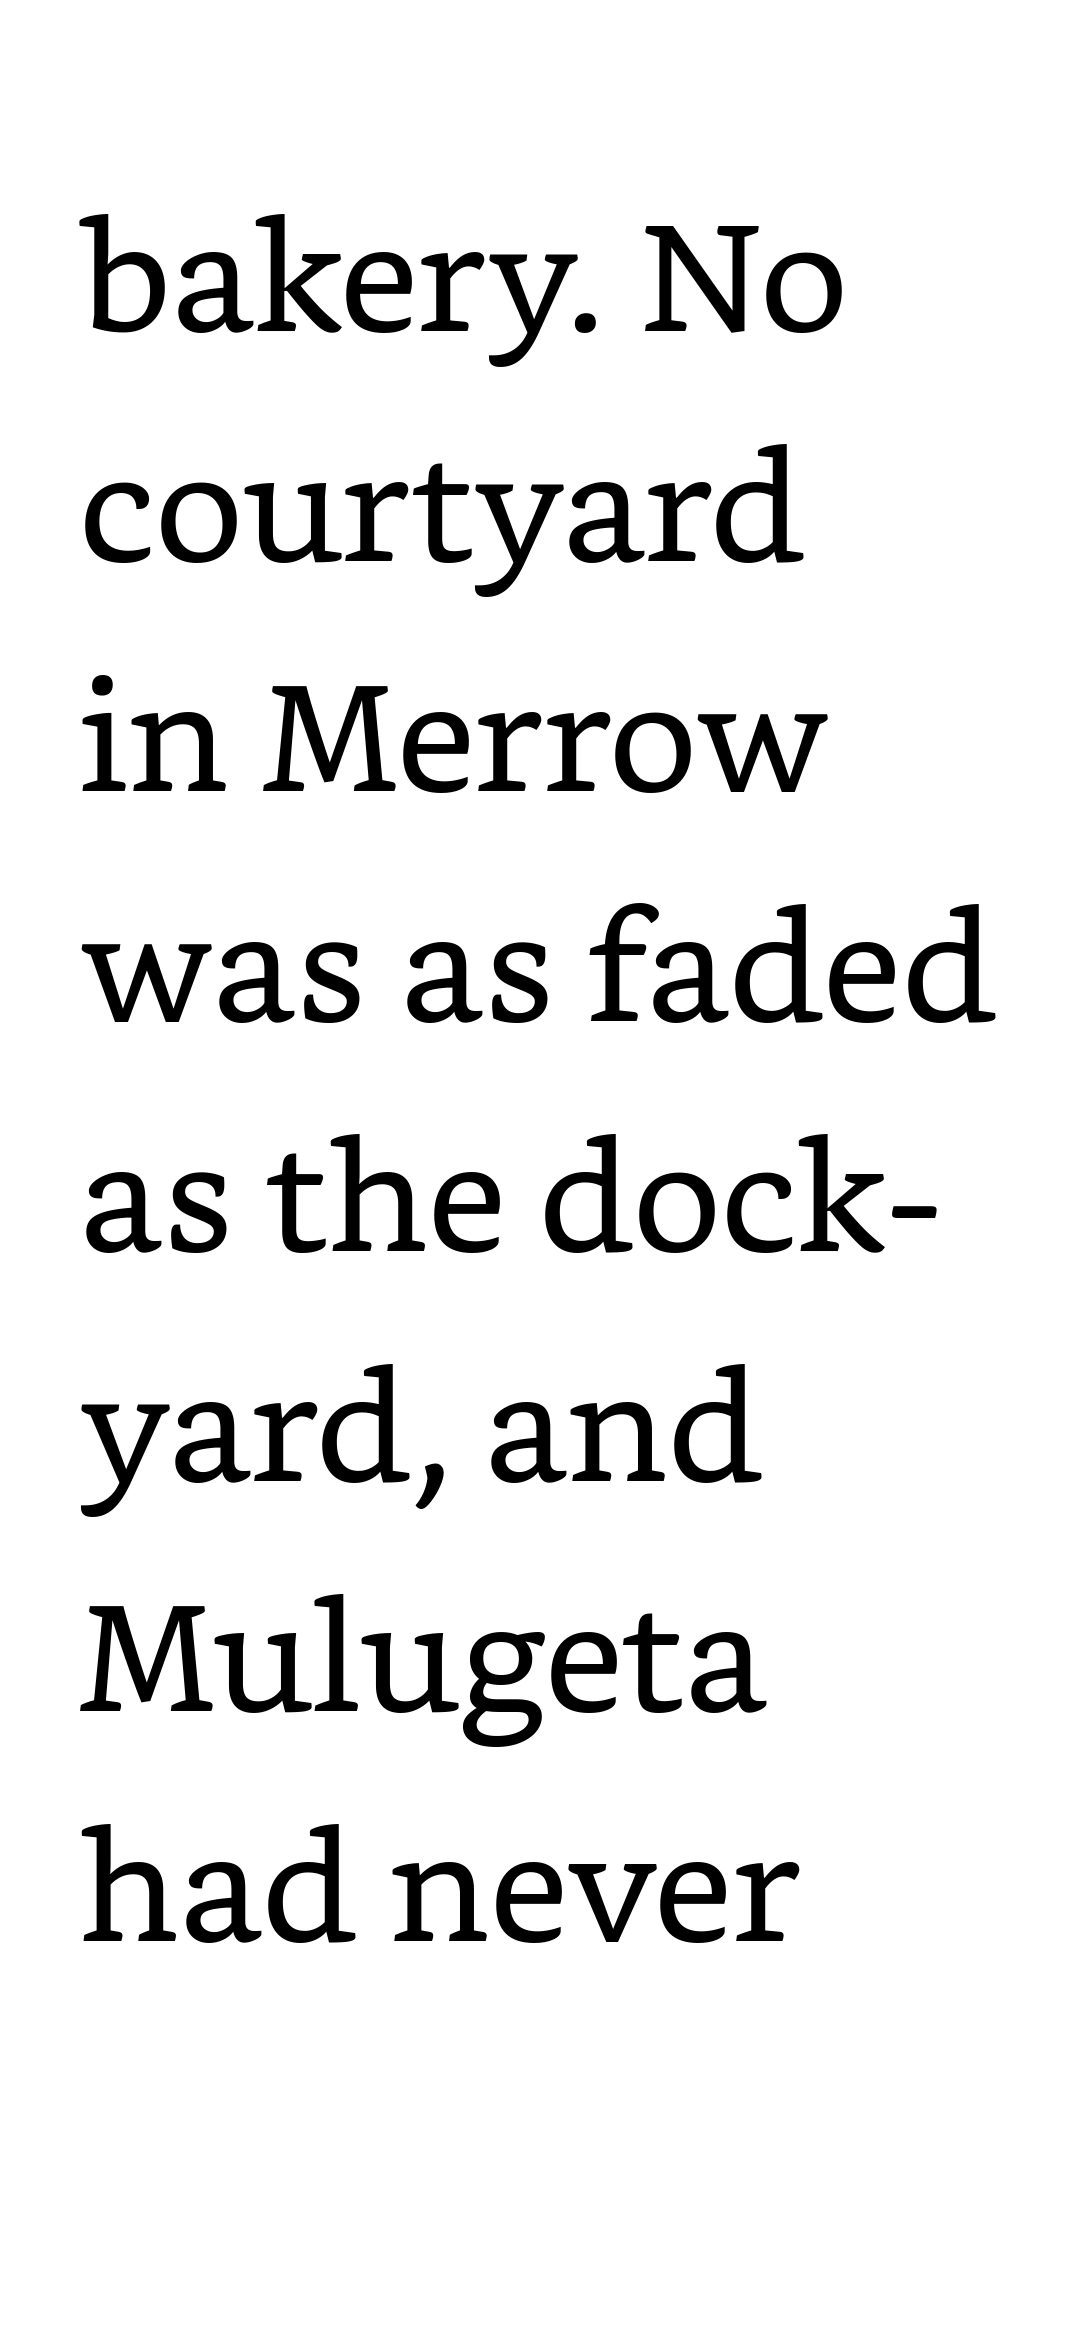 bakery. No
courtyard
in Merrow
was as faded
as the dock-
yard, and
Mulugeta
had never